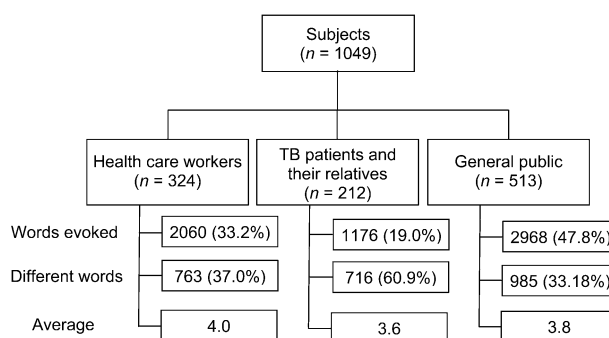 Subjects
(n = 1049)
Health care workers
(n = 324)
TB patients and
their relatives
(n = 212)
General public
(n = 513)
Words evoked
2060 (33.2%)
1176 (19.0%)
2968 (47.8%)
Different words
763 (37.0%)
716 (60.9%)
985 (33.18%)
Average
4.0
3.6
3.8